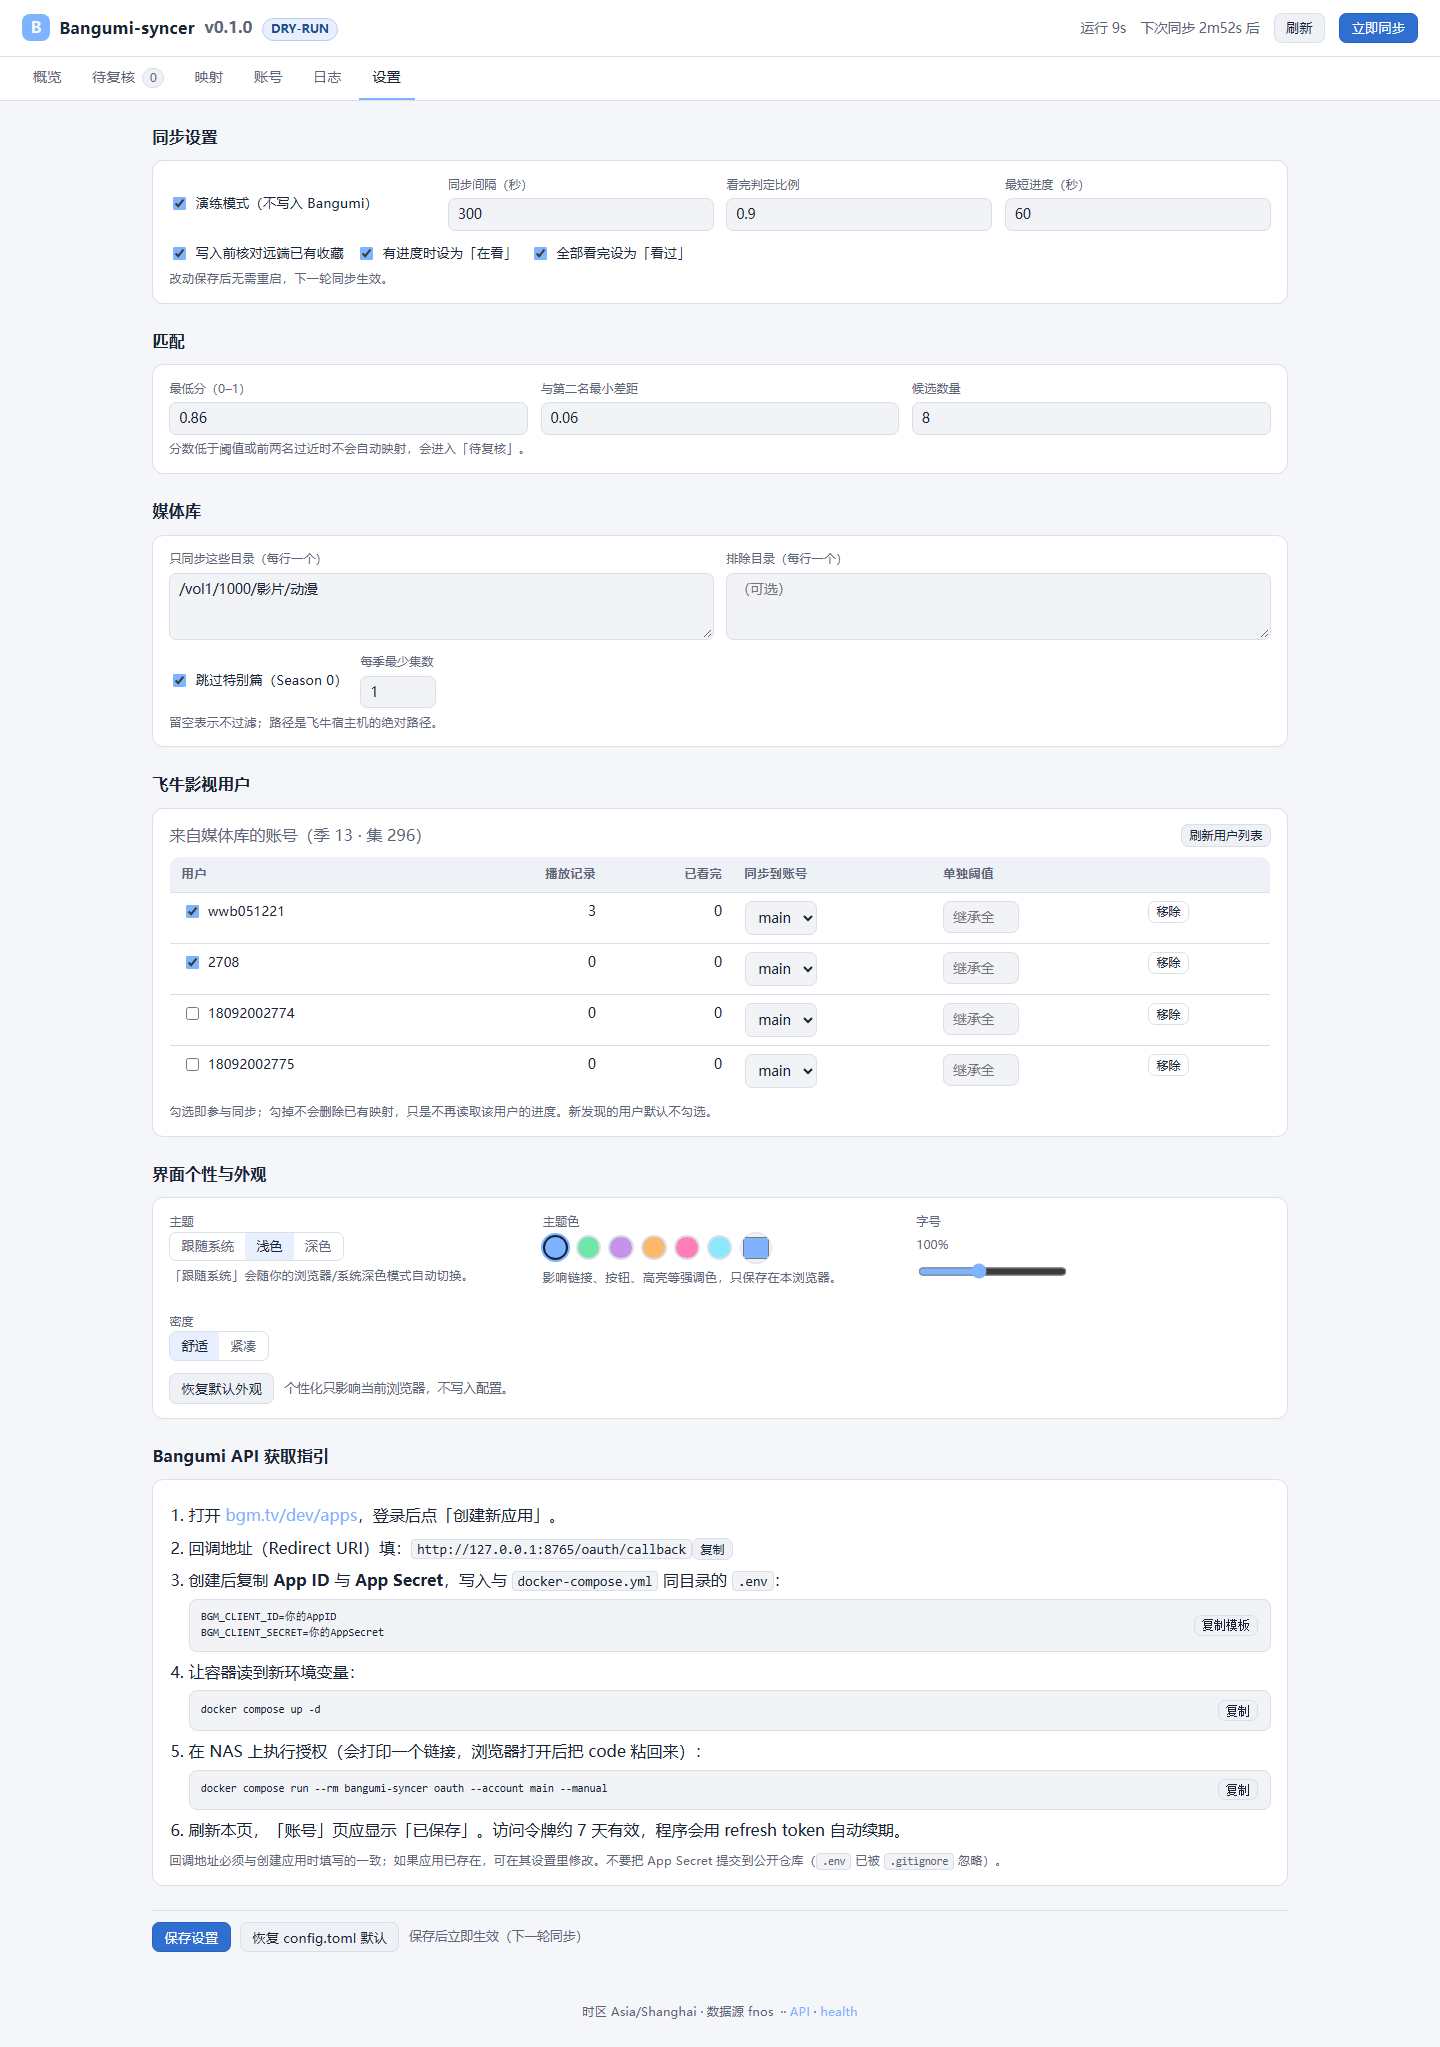 B Bangumi-syncer v0.1.0 DRY-RUN 运行 9s 下次同步 2m52s 后 刷新 立即同步
概览 待复核 0 映射 账号 日志 设置
同步设置
演练模式（不写入 Bangumi） 同步间隔（秒） 看完判定比例 最短进度（秒）
300 0.9 60
写入前核对远端已有收藏 有进度时设为「在看」 全部看完设为「看过」
改动保存后无需重启，下一轮同步生效。
匹配
最低分（0–1） 与第二名最小差距 候选数量
0.86 0.06 8
分数低于阈值或前两名过近时不会自动映射，会进入「待复核」。
媒体库
只同步这些目录（每行一个） 排除目录（每行一个）
/vol1/1000/影片/动漫 （可选）
跳过特别篇（Season 0） 每季最少集数
1
留空表示不过滤；路径是飞牛宿主机的绝对路径。
飞牛影视用户
来自媒体库的账号（季 13 · 集 296） 刷新用户列表
用户 播放记录 已看完 同步到账号 单独阈值
wwb051221 3 0 main 继承全 移除
2708 0 0 main 继承全 移除
18092002774 0 0 main 继承全 移除
18092002775 0 0 main 继承全 移除
勾选即参与同步；勾掉不会删除已有映射，只是不再读取该用户的进度。新发现的用户默认不勾选。
界面个性与外观
主题 主题色 字号
跟随系统 浅色 深色 100%
「跟随系统」会随你的浏览器/系统深色模式自动切换。 影响链接、按钮、高亮等强调色，只保存在本浏览器。
密度
舒适 紧凑
恢复默认外观 个性化只影响当前浏览器，不写入配置。
Bangumi API 获取指引
1. 打开 bgm.tv/dev/apps，登录后点「创建新应用」。
2. 回调地址（Redirect URI）填： http://127.0.0.1:8765/oauth/callback 复制
3. 创建后复制 App ID 与 App Secret，写入与 docker-compose.yml 同目录的 .env：
BGM_CLIENT_ID=你的AppID
BGM_CLIENT_SECRET=你的AppSecret 复制模板
4. 让容器读到新环境变量：
docker compose up -d 复制
5. 在 NAS 上执行授权（会打印一个链接，浏览器打开后把 code 粘回来）：
docker compose run --rm bangumi-syncer oauth --account main --manual 复制
6. 刷新本页，「账号」页应显示「已保存」。访问令牌约 7 天有效，程序会用 refresh token 自动续期。
回调地址必须与创建应用时填写的一致；如果应用已存在，可在其设置里修改。不要把 App Secret 提交到公开仓库（.env 已被 .gitignore 忽略）。
保存设置 恢复 config.toml 默认 保存后立即生效（下一轮同步）
时区 Asia/Shanghai · 数据源 fnos ·· API · health